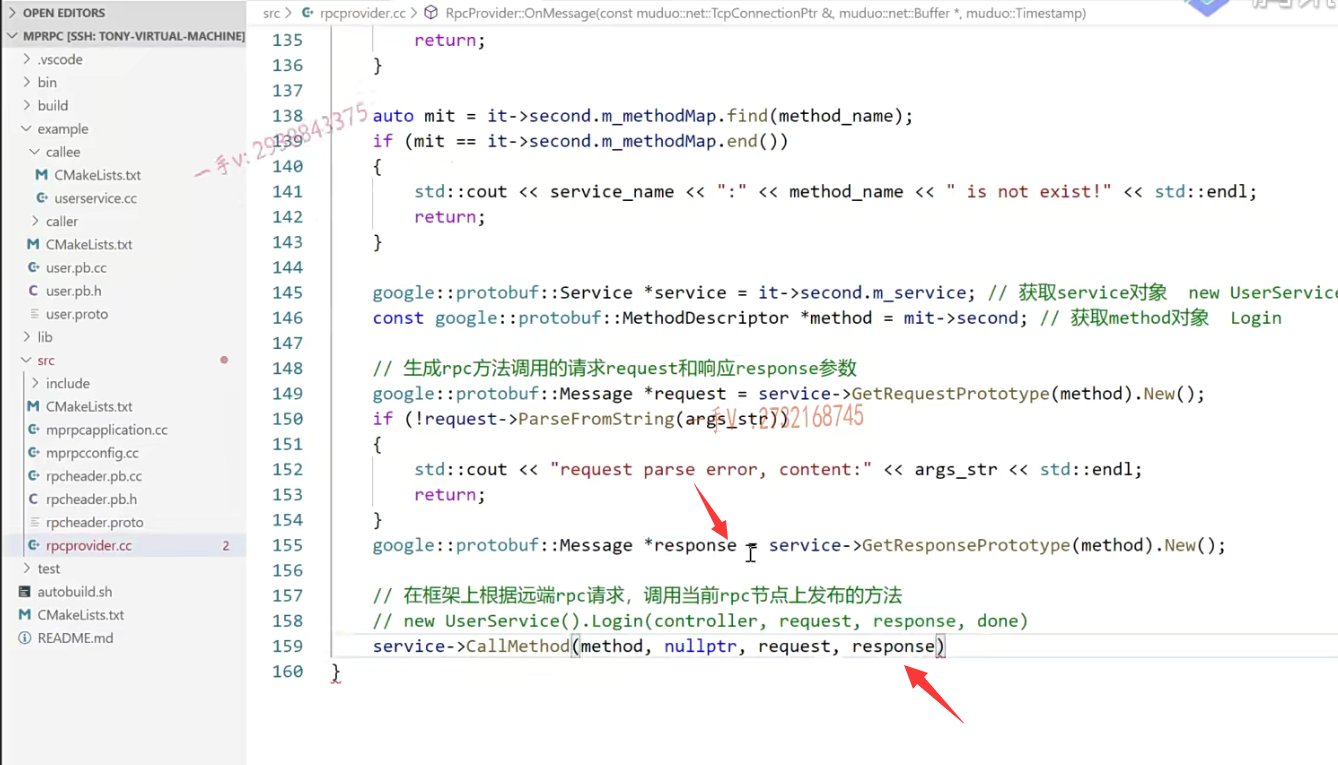 OPEN EDITORS
MPRPC [SSH: TONY-VIRTUAL-MACHINE]
.vscode
bin
build
example
callee
CMakeLists.txt
userservice.cc
caller
CMakeLists.txt
user.pb.cc
user.pb.h
user.proto
lib
src
include
CMakeLists.txt
mprpcapplication.cc
mprpcconfig.cc
rpcheader.pb.cc
rpcheader.pb.h
rpcheader.proto
rpcprovider.cc 2
test
autobuild.sh
CMakeLists.txt
README.md
src > rpcprovider.cc > RpcProvider::OnMessage(const muduo::net::TcpConnectionPtr &, muduo::net::Buffer *, muduo::Timestamp)
135 return;
136 }
137
138 auto mit = it->second.m_methodMap.find(method_name);
139 if (mit == it->second.m_methodMap.end())
140 {
141 std::cout << service_name << ":" << method_name << " is not exist!" << std::endl;
142 return;
143 }
144
145 google::protobuf::Service *service = it->second.m_service; // 获取service对象 new UserService
146 const google::protobuf::MethodDescriptor *method = mit->second; // 获取method对象 Login
147
148 // 生成rpc方法调用的请求request和响应response参数
149 google::protobuf::Message *request = service->GetRequestPrototype(method).New();
150 if (!request->ParseFromString(args_str))
151 {
152 std::cout << "request parse error, content:" << args_str << std::endl;
153 return;
154 }
155 google::protobuf::Message *response = service->GetResponsePrototype(method).New();
156
157 // 在框架上根据远端rpc请求，调用当前rpc节点上发布的方法
158 // new UserService().Login(controller, request, response, done)
159 service->CallMethod(method, nullptr, request, response)
160 }